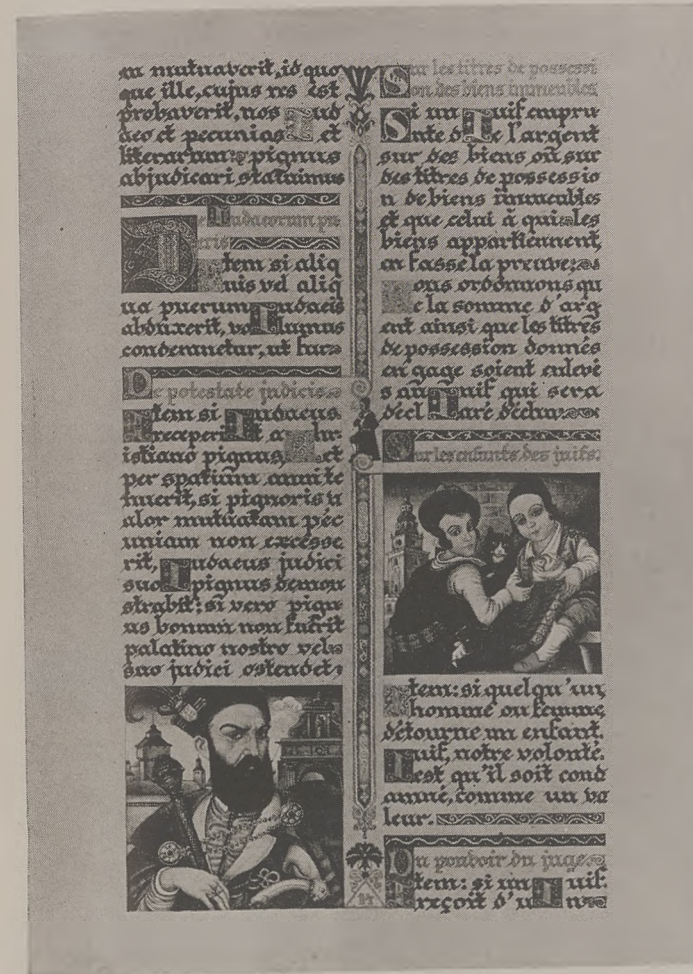 m mutuaverit, id quo
que ille, cujus res est
probaverit, nos Jud
aeo et pecunias et
literarum pignus
abjudicari statuimus
De Judaeorum pu
eris
Item si aliq
uis vel aliq
ua puerum Judaeis
abduxerit, volumus
condemnetur, ut fur
De potestate judicis
Item si Judaeus
receperit a Chr
istiano pignus et
per spatium anni te
nuerit, si pignoris v
alor mutuatam pec
uniam non excesse
rit, Judaeus judici
suo pignus demon
strabit: si vero pign
us bonum non fuerit
palatino nostro vel
suo judici ostendet:
Sur les titres de possessi
on des biens immeubles
Si un Juif empru
nte de l'argent
sur des biens ou sur
des titres de possessio
n de biens immeubles
et que celui à qui les
biens appartiennent,
en fasse la preuve;
Nous ordonnons qu
e la somme d'arg
ent ainsi que les titres
de possession donnés
en gage soient enlevé
s au Juif qui sera
décl aré déchu
Sur les enfants des juifs.
Item: si quelqu'un,
homme ou femme,
détourne un enfant
Juif, notre volonté.
est qu'il soit cond
amné, comme un vo
leur.
Du pouvoir du juge
Item: si un Juif
reçoit d'un